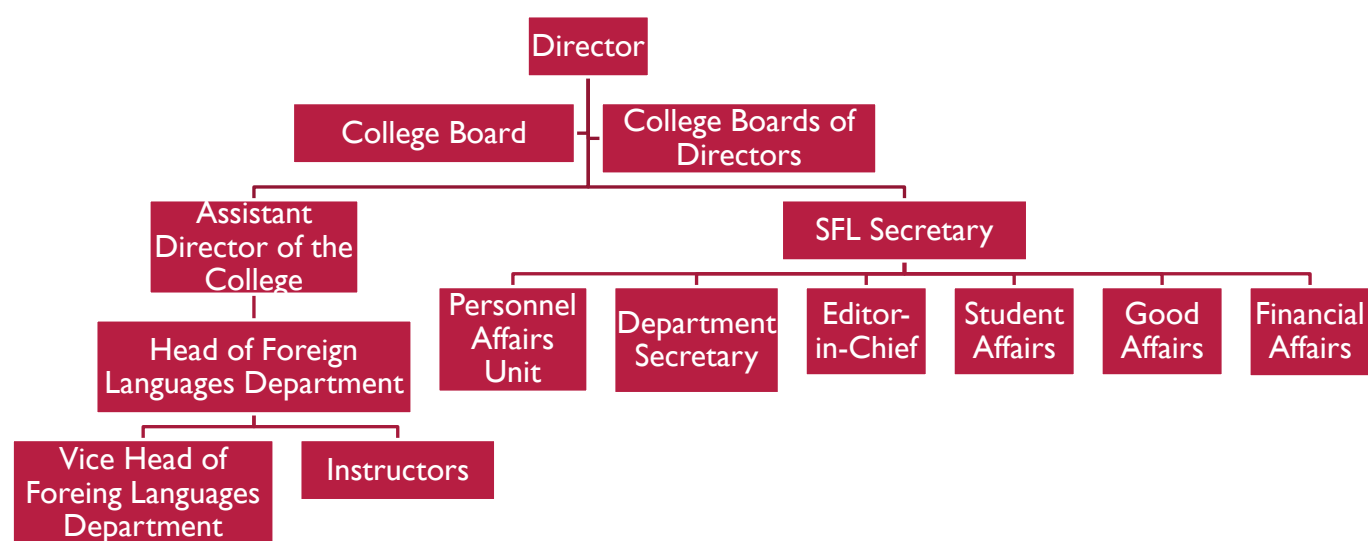 Director
College Board
College Boards of
Directors
Assistant
Director of the
College
SFL Secretary
Personnel
Affairs
Unit
Department
Secretary
Editor-
in-Chief
Student
Affairs
Good
Affairs
Financial
Affairs
Head of Foreign
Languages Department
Vice Head of
Foreing Languages
Department
Instructors